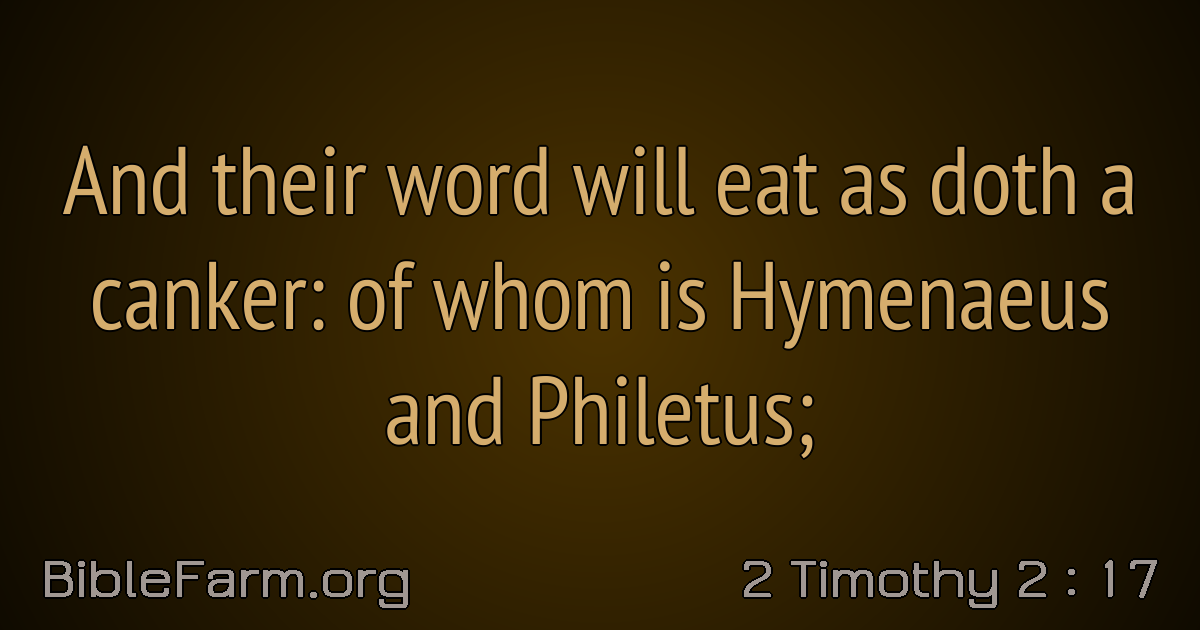 And their word will eat as doth a
canker: of whom is Hymenaeus
and Philetus;
BibleFarm.org
2 Timothy 2 : 17